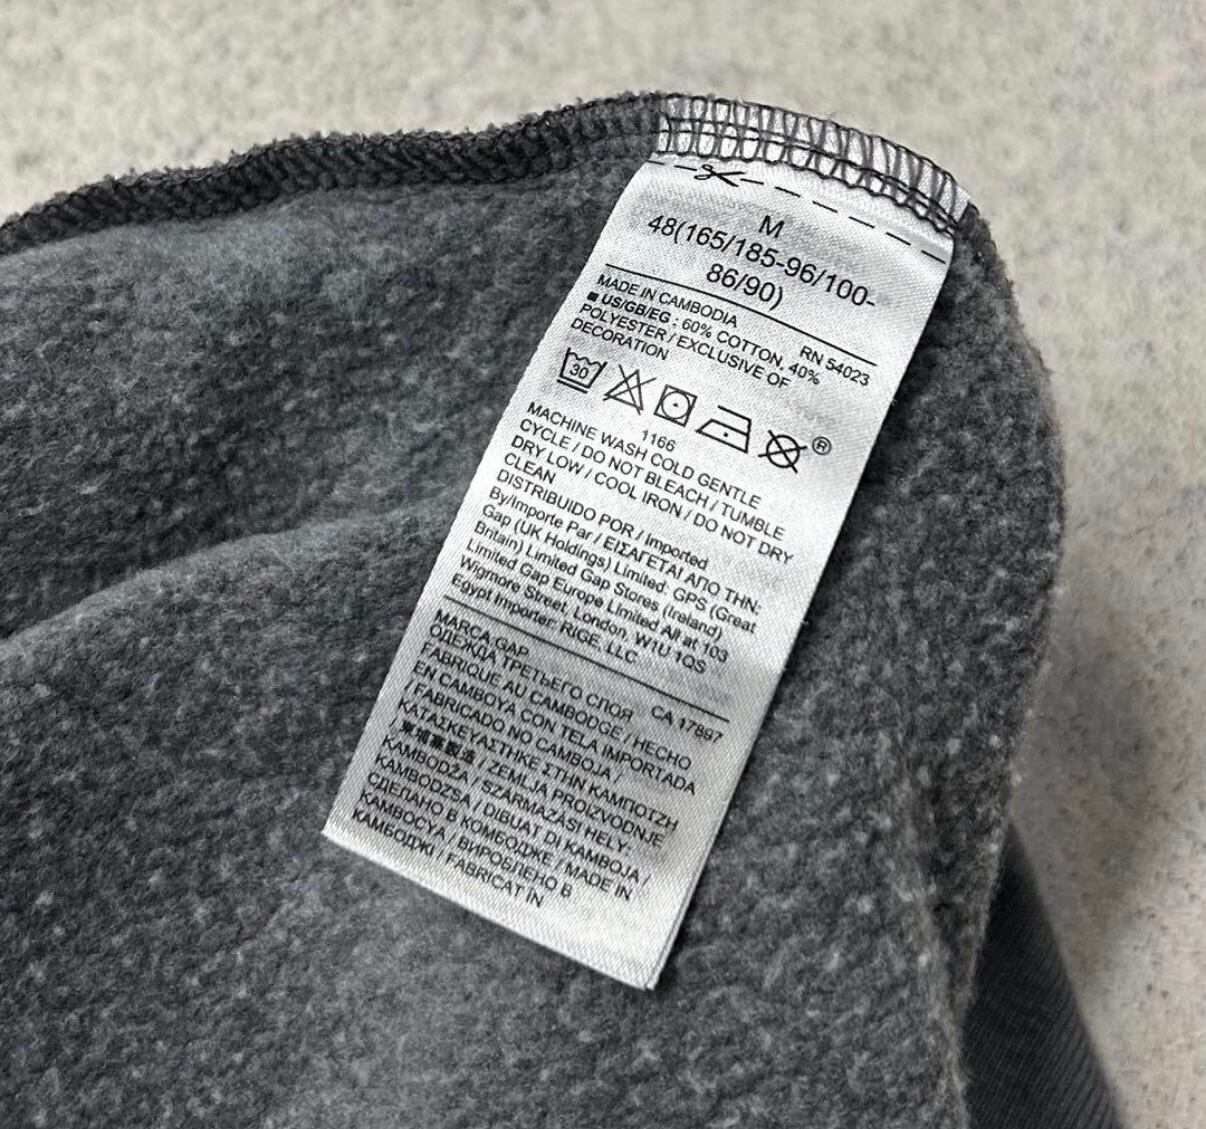 M
48(165/185-96/100-
86/90)
MADE IN CAMBODIA
RN 54023
■ US/GB/EG : 60% COTTON, 40%
POLYESTER / EXCLUSIVE OF
DECORATION
30
®
1166
MACHINE WASH COLD GENTLE
CYCLE / DO NOT BLEACH / TUMBLE
DRY LOW / COOL IRON / DO NOT DRY
CLEAN
DISTRIBUIDO POR / Imported
By/Importe Par / ΕΙΣΑΓΕΤΑΙ ΑΠΟ ΤΗΝ:
Gap (UK Holdings) Limited: GPS (Great
Britain) Limited Gap Stores (Ireland)
Limited Gap Europe Limited All at 103
Wigmore Street, London, W1U 1QS
Egypt Importer: RIGE, LLC
MARCA GAP
CA 17897
ОДЕЖДА ТРЕТЬЕГО СЛОЯ
FABRIQUE AU CAMBODGE / HECHO
EN CAMBOYA CON TELA IMPORTADA
/ FABRICADO NO CAMBOJA /
ΚΑΤΑΣΚΕΥΑΣΤΗΚΕ ΣΤΗΝ ΚΑΜΠΟΤΖΗ
/ 柬埔寨製造 / ZEMLJA PROIZVODNJE
KAMBODŽA / SZÁRMAZÁSI HELY:
KAMBODZSA / DIBUAT DI KAMBOJA /
СДЕЛАНО В КОМБОДЖЕ / MADE IN
KAMBOCYA / ВИРОБЛЕНО В
КАМБОДЖІ / FABRICAT ÎN